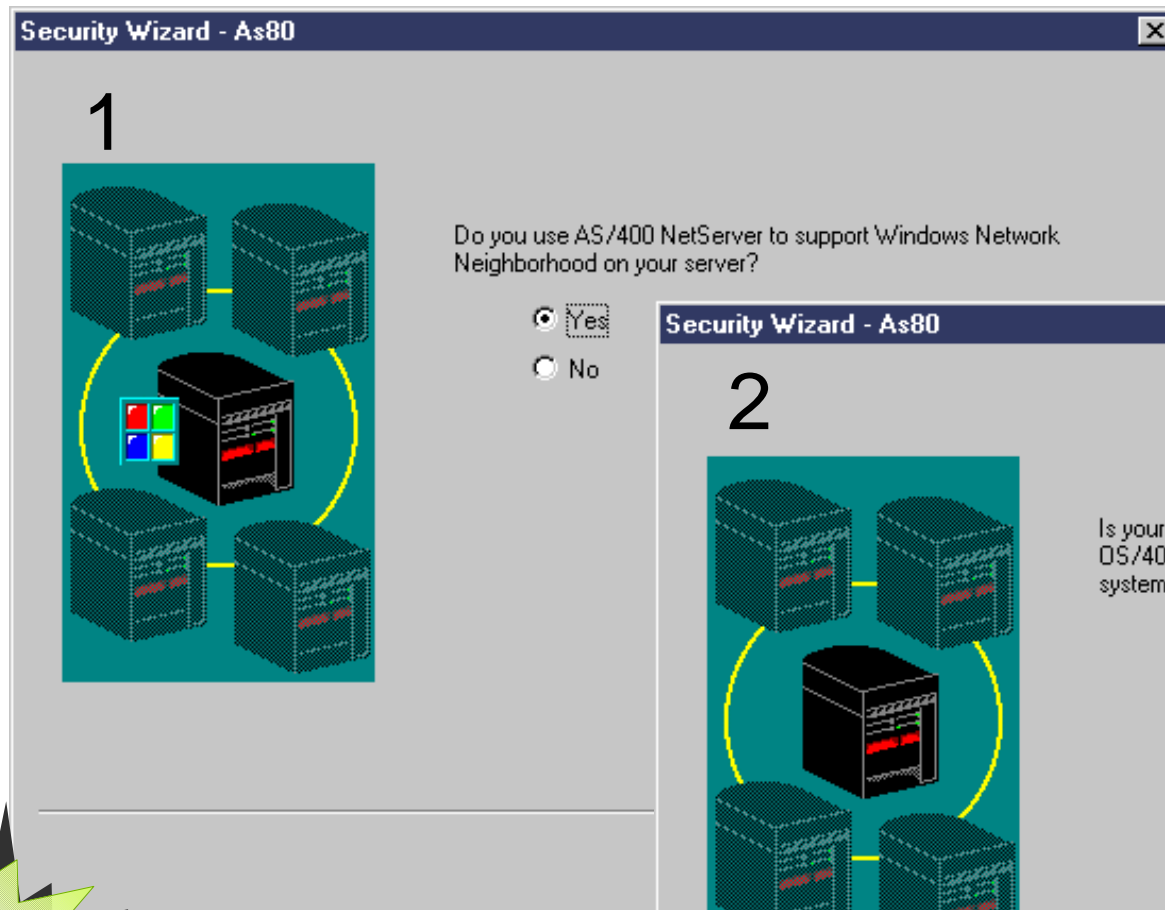 Security Wizard - As80
1
Do you use AS/400 NetServer to support Windows Network
Neighborhood on your server?
Yes
No
Security Wizard - As80
2
Is your
OS/40
system